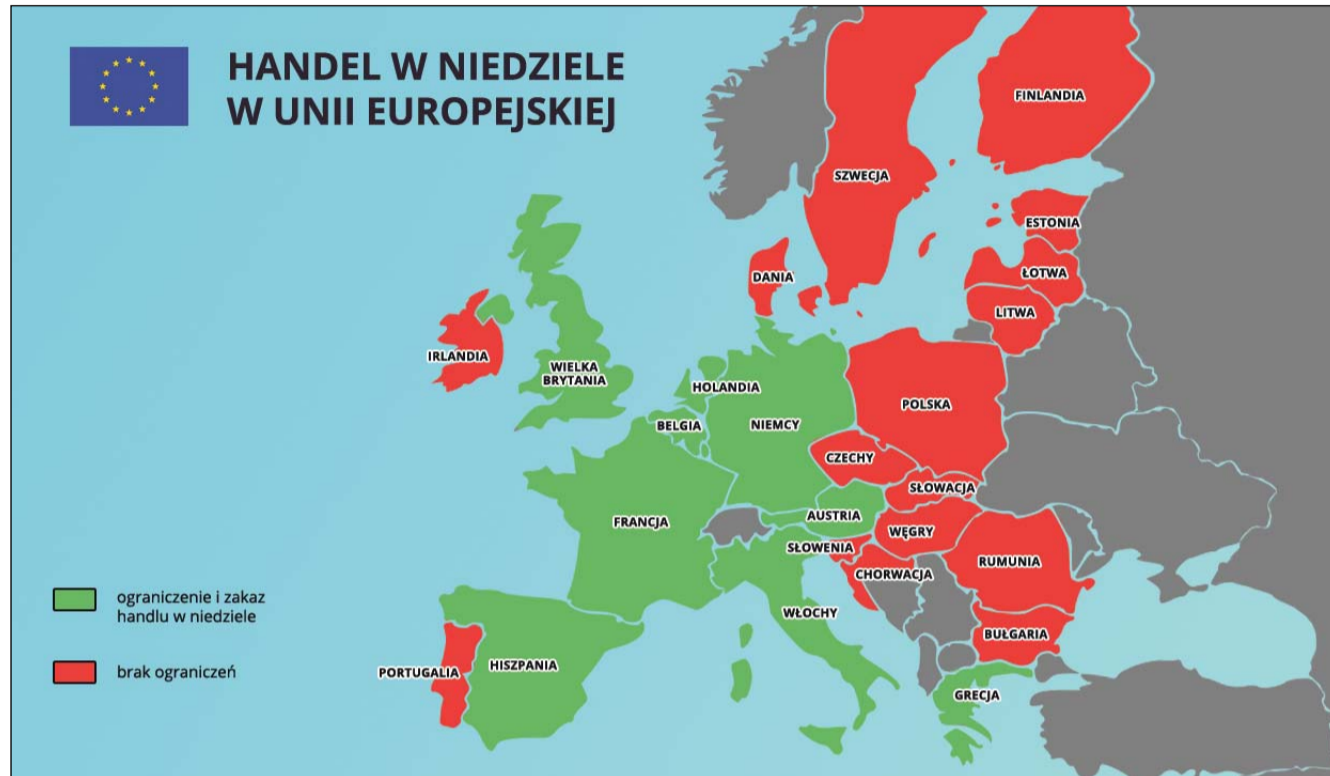 HANDEL W NIEDZIELE
W UNII EUROPEJSKIEJ
FINLANDIA
SZWECJA
ESTONIA
ŁOTWA
DANIA
LITWA
IRLANDIA
WIELKA
BRYTANIA
HOLANDIA
POLSKA
BELGIA
NIEMCY
CZECHY
SŁOWACJA
FRANCJA
AUSTRIA
WĘGRY
SŁOWENIA
RUMUNIA
CHORWACJA
ograniczenie i zakaz
handlu w niedziele
WŁOCHY
BUŁGARIA
brak ograniczeń
PORTUGALIA
HISZPANIA
GRECJA